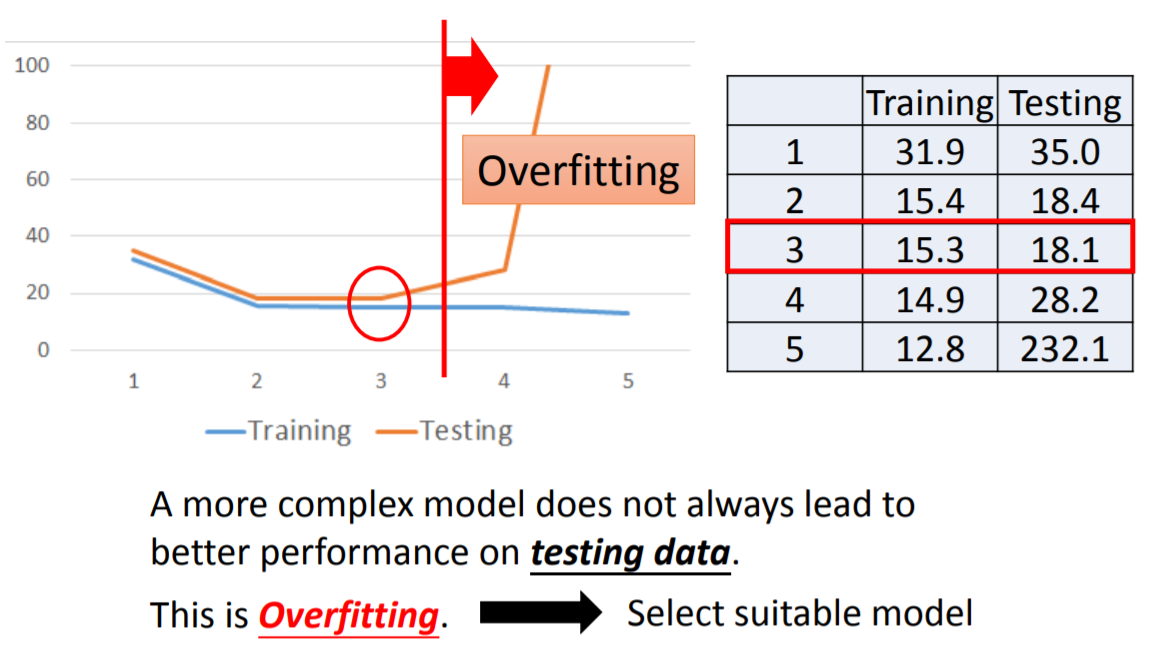 100
80
60
40
20
0
1 2 3 4 5
Overfitting
Training Testing
Training Testing
1 31.9 35.0
2 15.4 18.4
3 15.3 18.1
4 14.9 28.2
5 12.8 232.1
A more complex model does not always lead to
better performance on testing data.
This is Overfitting. Select suitable model